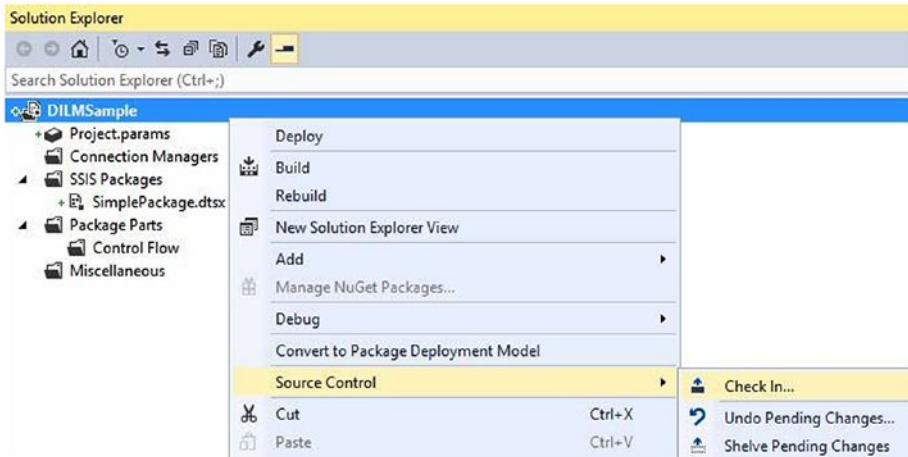 Solution Explorer
Search Solution Explorer (Ctrl+;)
DILMSample
Project.params
Connection Managers
SSIS Packages
SimplePackage.dtsx
Package Parts
Control Flow
Miscellaneous
Deploy
Build
Rebuild
New Solution Explorer View
Add
Manage NuGet Packages...
Debug
Convert to Package Deployment Model
Source Control
Cut Ctrl+X
Paste Ctrl+V
Check In...
Undo Pending Changes...
Shelve Pending Changes